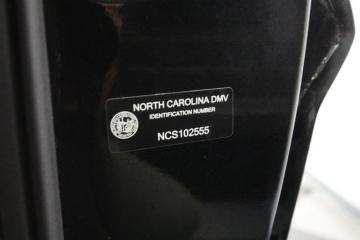 NORTH CAROLINA DMV
IDENTIFICATION NUMBER
NCS102555